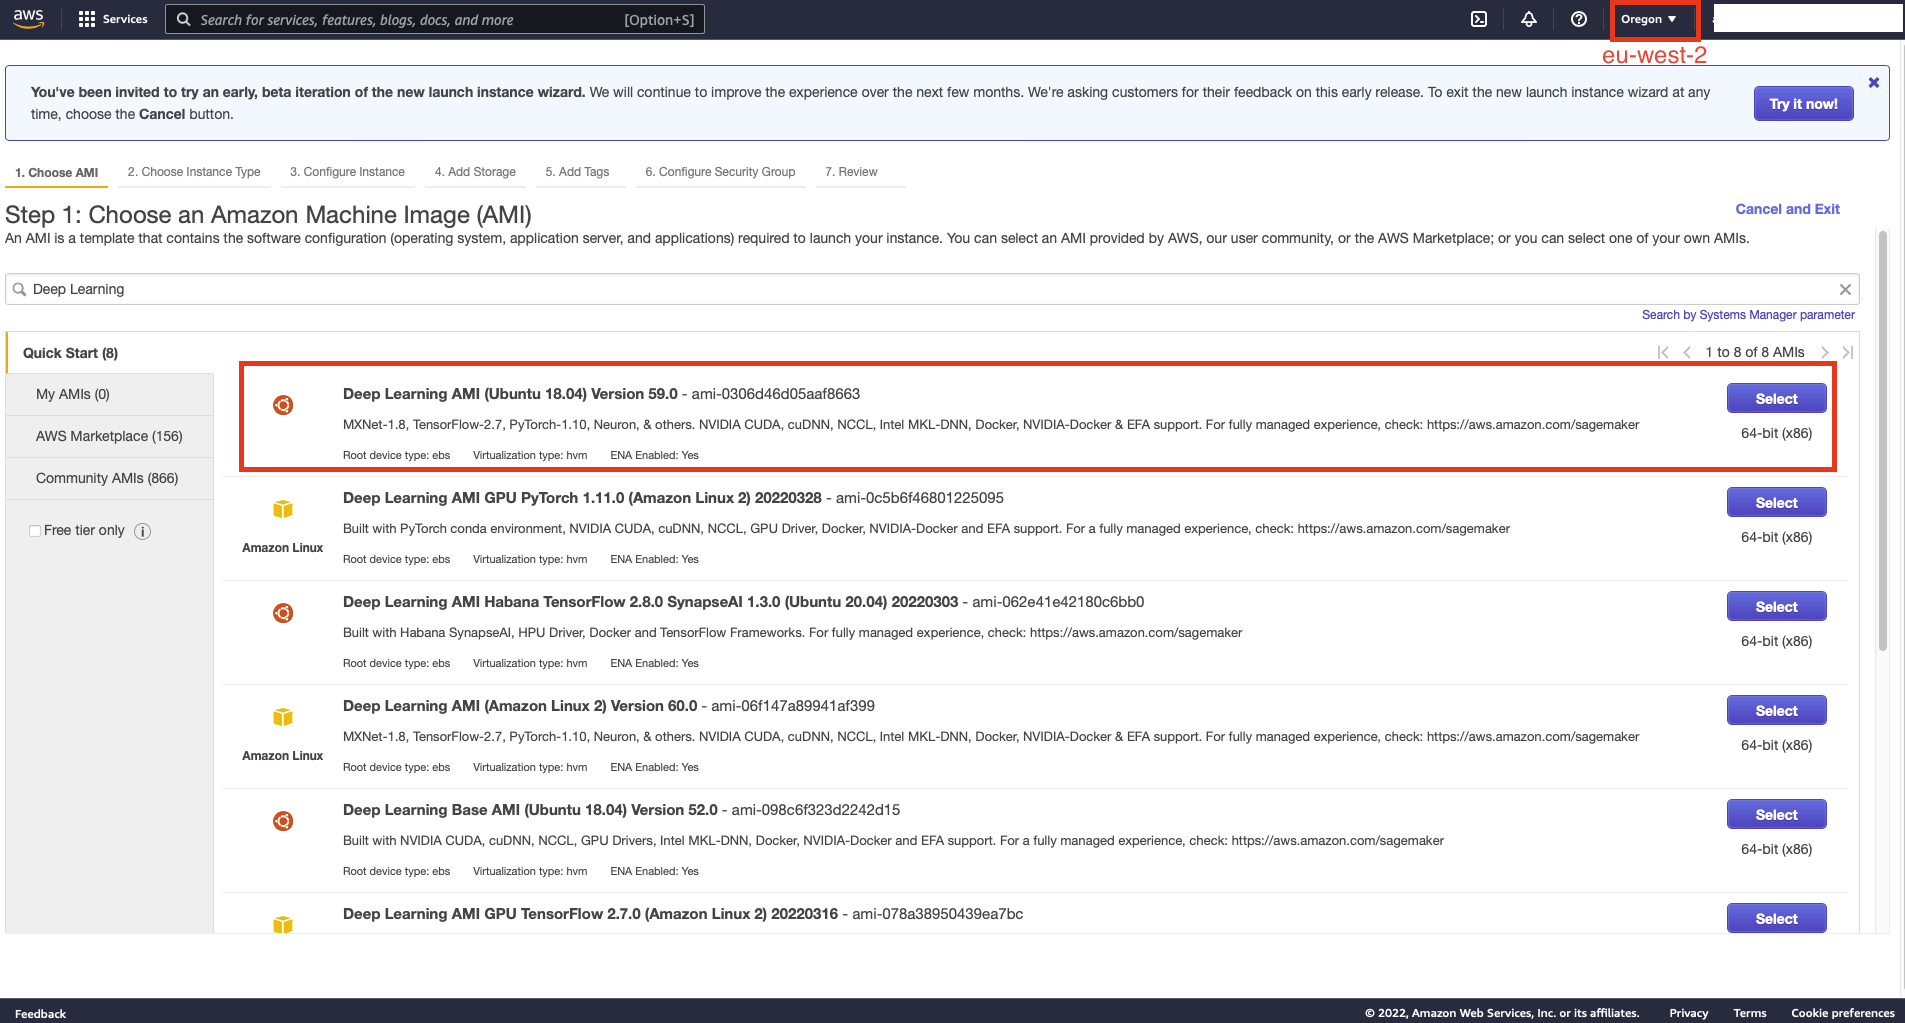 aws
Services
Search for services, features, blogs, docs, and more
[Option+S]
Oregon
eu-west-2
You've been invited to try an early, beta iteration of the new launch instance wizard. We will continue to improve the experience over the next few months. We're asking customers for their feedback on this early release. To exit the new launch instance wizard at any
time, choose the Cancel button.
Try it now!
1. Choose AMI
2. Choose Instance Type
3. Configure Instance
4. Add Storage
5. Add Tags
6. Configure Security Group
7. Review
Step 1: Choose an Amazon Machine Image (AMI)
Cancel and Exit
An AMI is a template that contains the software configuration (operating system, application server, and applications) required to launch your instance. You can select an AMI provided by AWS, our user community, or the AWS Marketplace; or you can select one of your own AMIs.
Deep Learning
Search by Systems Manager parameter
Quick Start (8)
My AMIs (0)
AWS Marketplace (156)
Community AMIs (866)
Free tier only
1 to 8 of 8 AMIs
Deep Learning AMI (Ubuntu 18.04) Version 59.0 - ami-0306d46d05aaf8663
MXNet-1.8, TensorFlow-2.7, PyTorch-1.10, Neuron, & others. NVIDIA CUDA, cuDNN, NCCL, Intel MKL-DNN, Docker, NVIDIA-Docker & EFA support. For fully managed experience, check: https://aws.amazon.com/sagemaker
Root device type: ebs Virtualization type: hvm ENA Enabled: Yes
Select
64-bit (x86)
Amazon Linux
Deep Learning AMI GPU PyTorch 1.11.0 (Amazon Linux 2) 20220328 - ami-0c5b6f46801225095
Built with PyTorch conda environment, NVIDIA CUDA, cuDNN, NCCL, GPU Driver, Docker, NVIDIA-Docker and EFA support. For a fully managed experience, check: https://aws.amazon.com/sagemaker
Root device type: ebs Virtualization type: hvm ENA Enabled: Yes
Select
64-bit (x86)
Deep Learning AMI Habana TensorFlow 2.8.0 SynapseAI 1.3.0 (Ubuntu 20.04) 20220303 - ami-062e41e42180c6bb0
Built with Habana SynapseAI, HPU Driver, Docker and TensorFlow Frameworks. For fully managed experience, check: https://aws.amazon.com/sagemaker
Root device type: ebs Virtualization type: hvm ENA Enabled: Yes
Select
64-bit (x86)
Amazon Linux
Deep Learning AMI (Amazon Linux 2) Version 60.0 - ami-06f147a89941af399
MXNet-1.8, TensorFlow-2.7, PyTorch-1.10, Neuron, & others. NVIDIA CUDA, cuDNN, NCCL, Intel MKL-DNN, Docker, NVIDIA-Docker & EFA support. For fully managed experience, check: https://aws.amazon.com/sagemaker
Root device type: ebs Virtualization type: hvm ENA Enabled: Yes
Select
64-bit (x86)
Deep Learning Base AMI (Ubuntu 18.04) Version 52.0 - ami-098c6f323d2242d15
Built with NVIDIA CUDA, cuDNN, NCCL, GPU Drivers, Intel MKL-DNN, Docker, NVIDIA-Docker and EFA support. For a fully managed experience, check: https://aws.amazon.com/sagemaker
Root device type: ebs Virtualization type: hvm ENA Enabled: Yes
Select
64-bit (x86)
Deep Learning AMI GPU TensorFlow 2.7.0 (Amazon Linux 2) 20220316 - ami-078a38950439ea7bc
Select
Feedback
© 2022, Amazon Web Services, Inc. or its affiliates.
Privacy
Terms
Cookie preferences